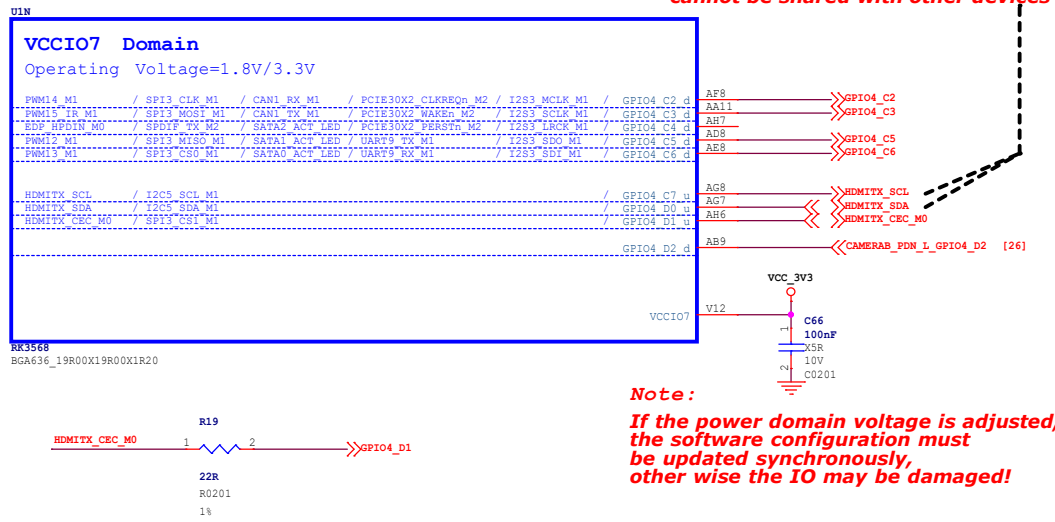 cannot be shared with other devices
U1N
VCCIO7 Domain
Operating Voltage=1.8V/3.3V
PWM14_M1 / SPI3_CLK_M1 / CAN1_RX_M1 / PCIE30X2_CLKREQn_M2 / I2S3_MCLK_M1 / GPIO4_C2_d AF8 GPIO4_C2
PWM15_IR_M1 / SPI3_MOSI_M1 / CAN1_TX_M1 / PCIE30X2_WAKEn_M2 / I2S3_SCLK_M1 / GPIO4_C3_d AA11 GPIO4_C3
EDP_HPDIN_M0 / SPDIF_TX_M2 / SATA2_ACT_LED / PCIE30X2_PERSTn_M2 / I2S3_LRCK_M1 / GPIO4_C4_d AH7
PWM12_M1 / SPI3_MISO_M1 / SATA1_ACT_LED / UART9_TX_M1 / I2S3_SDO_M1 / GPIO4_C5_d AD8 GPIO4_C5
PWM13_M1 / SPI3_CS0_M1 / SATA0_ACT_LED / UART9_RX_M1 / I2S3_SDI_M1 / GPIO4_C6_d AE8 GPIO4_C6
HDMITX_SCL / I2C5_SCL_M1 / GPIO4_C7_u AG8 HDMITX_SCL
HDMITX_SDA / I2C5_SDA_M1 / GPIO4_D0_u AG7 HDMITX_SDA
HDMITX_CEC_M0 / SPI3_CS1_M1 / GPIO4_D1_u AH6 HDMITX_CEC_M0
GPIO4_D2_d AB9 CAMERAB_PDN_L_GPIO4_D2 [26]
VCC_3V3
VCCIO7 V12
C66
1 100nF
X5R
10V
2 C0201
RK3568
BGA636_19R00X19R00X1R20
Note:
If the power domain voltage is adjusted,
the software configuration must
be updated synchronously,
other wise the IO may be damaged!
R19
HDMITX_CEC_M0 1 2 GPIO4_D1
22R
R0201
1%